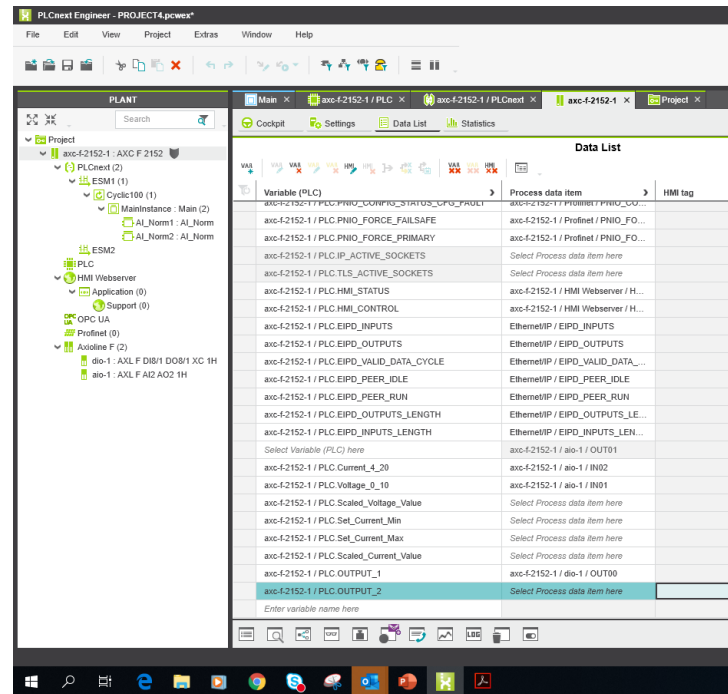 PLCnext Engineer - PROJECT4.pcwex*
File Edit View Project Extras Window Help
PLANT
Search
Project
axc-f-2152-1 : AXC F 2152
PLCnext (2)
ESM1 (1)
Cyclic100 (1)
MainInstance : Main (2)
AI_Norm1 : AI_Norm
AI_Norm2 : AI_Norm
ESM2
PLC
HMI Webserver
Application (0)
Support (0)
OPC UA
Profinet (0)
Axioline F (2)
dio-1 : AXL F DI8/1 DO8/1 XC 1H
aio-1 : AXL F AI2 AO2 1H
Main × axc-f-2152-1 / PLC × axc-f-2152-1 / PLCnext × axc-f-2152-1 × Project ×
Cockpit Settings Data List Statistics
Data List
Variable (PLC) Process data item HMI tag
axc-f-2152-1 / PLC.PNIO_CONFIG_STATUS_CFG_FAULT axc-f-2152-1 / Profinet / PNIO_CO...
axc-f-2152-1 / PLC.PNIO_FORCE_FAILSAFE axc-f-2152-1 / Profinet / PNIO_FO...
axc-f-2152-1 / PLC.PNIO_FORCE_PRIMARY axc-f-2152-1 / Profinet / PNIO_FO...
axc-f-2152-1 / PLC.IP_ACTIVE_SOCKETS Select Process data item here
axc-f-2152-1 / PLC.TLS_ACTIVE_SOCKETS Select Process data item here
axc-f-2152-1 / PLC.HMI_STATUS axc-f-2152-1 / HMI Webserver / H...
axc-f-2152-1 / PLC.HMI_CONTROL axc-f-2152-1 / HMI Webserver / H...
axc-f-2152-1 / PLC.EIPD_INPUTS Ethernet/IP / EIPD_INPUTS
axc-f-2152-1 / PLC.EIPD_OUTPUTS Ethernet/IP / EIPD_OUTPUTS
axc-f-2152-1 / PLC.EIPD_VALID_DATA_CYCLE Ethernet/IP / EIPD_VALID_DATA_...
axc-f-2152-1 / PLC.EIPD_PEER_IDLE Ethernet/IP / EIPD_PEER_IDLE
axc-f-2152-1 / PLC.EIPD_PEER_RUN Ethernet/IP / EIPD_PEER_RUN
axc-f-2152-1 / PLC.EIPD_OUTPUTS_LENGTH Ethernet/IP / EIPD_OUTPUTS_LE...
axc-f-2152-1 / PLC.EIPD_INPUTS_LENGTH Ethernet/IP / EIPD_INPUTS_LEN...
Select Variable (PLC) here axc-f-2152-1 / aio-1 / OUT01
axc-f-2152-1 / PLC.Current_4_20 axc-f-2152-1 / aio-1 / IN02
axc-f-2152-1 / PLC.Voltage_0_10 axc-f-2152-1 / aio-1 / IN01
axc-f-2152-1 / PLC.Scaled_Voltage_Value Select Process data item here
axc-f-2152-1 / PLC.Set_Current_Min Select Process data item here
axc-f-2152-1 / PLC.Set_Current_Max Select Process data item here
axc-f-2152-1 / PLC.Scaled_Current_Value Select Process data item here
axc-f-2152-1 / PLC.OUTPUT_1 axc-f-2152-1 / dio-1 / OUT00
axc-f-2152-1 / PLC.OUTPUT_2 Select Process data item here
Enter variable name here
LOG